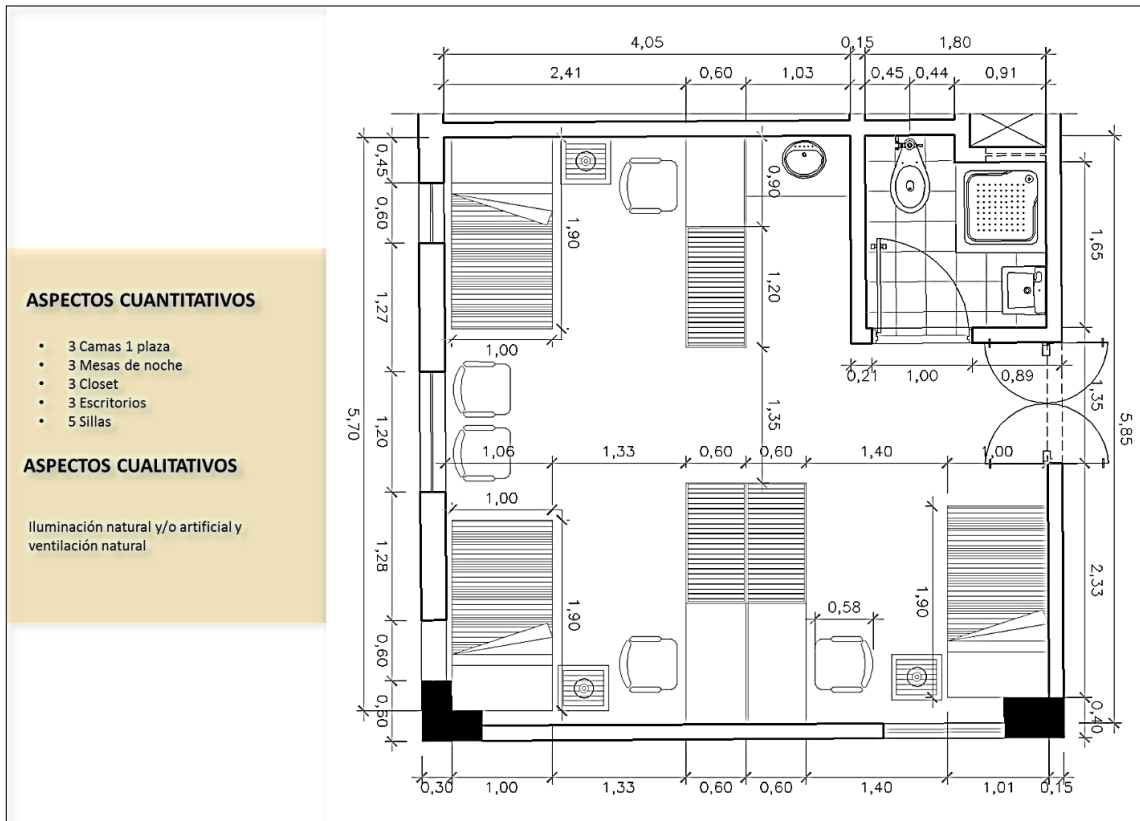 ASPECTOS CUANTITATIVOS
• 3 Camas 1 plaza
• 3 Mesas de noche
• 3 Closet
• 3 Escritorios
• 5 Sillas
ASPECTOS CUALITATIVOS
Iluminación natural y/o artificial y
ventilación natural
4,05 0,15 1,80
2,41 0,60 1,03 0,45 0,44 0,91
0,45
0,60
1,27
1,20
1,28
0,60
0,60
5,70
1,90
1,00
0,90
1,20
1,35
1,65
0,21 1,00 0,89
1,35
5,85
1,06 1,33 0,60 0,60 1,40 1,00
1,00
1,90
0,58
1,90
2,33
0,40
0,30 1,00 1,33 0,60 0,60 1,40 1,01 0,15